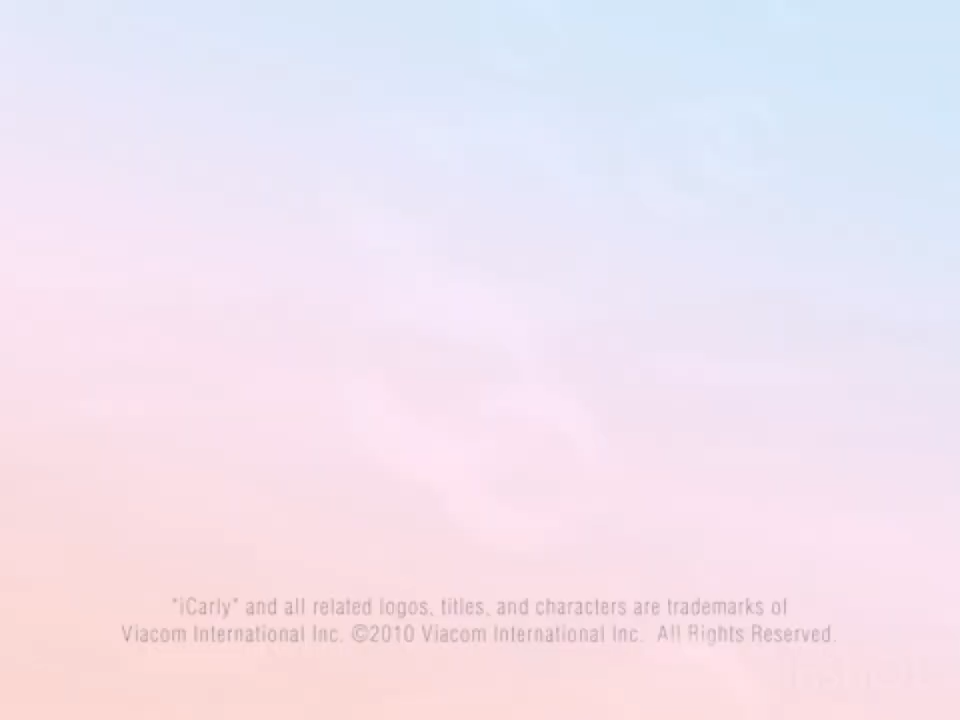 "iCarly" and all related logos, titles, and characters are trademarks of
Viacom International Inc. ©2010 Viacom International Inc. All Rights Reserved.